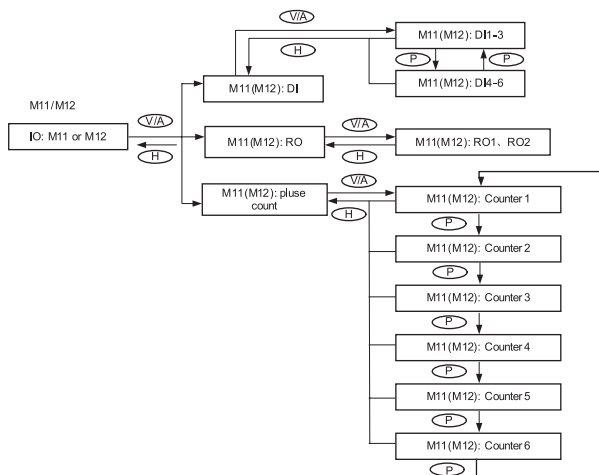 V/A
M11(M12): DI1-3
H
P
P
M11(M12): DI
M11(M12): DI4-6
M11/M12
V/A
V/A
IO: M11 or M12
M11(M12): RO
M11(M12): RO1、RO2
H
H
V/A
M11(M12): pluse
count
M11(M12): Counter 1
H
P
M11(M12): Counter 2
P
M11(M12): Counter 3
P
M11(M12): Counter 4
P
M11(M12): Counter 5
P
M11(M12): Counter 6
P